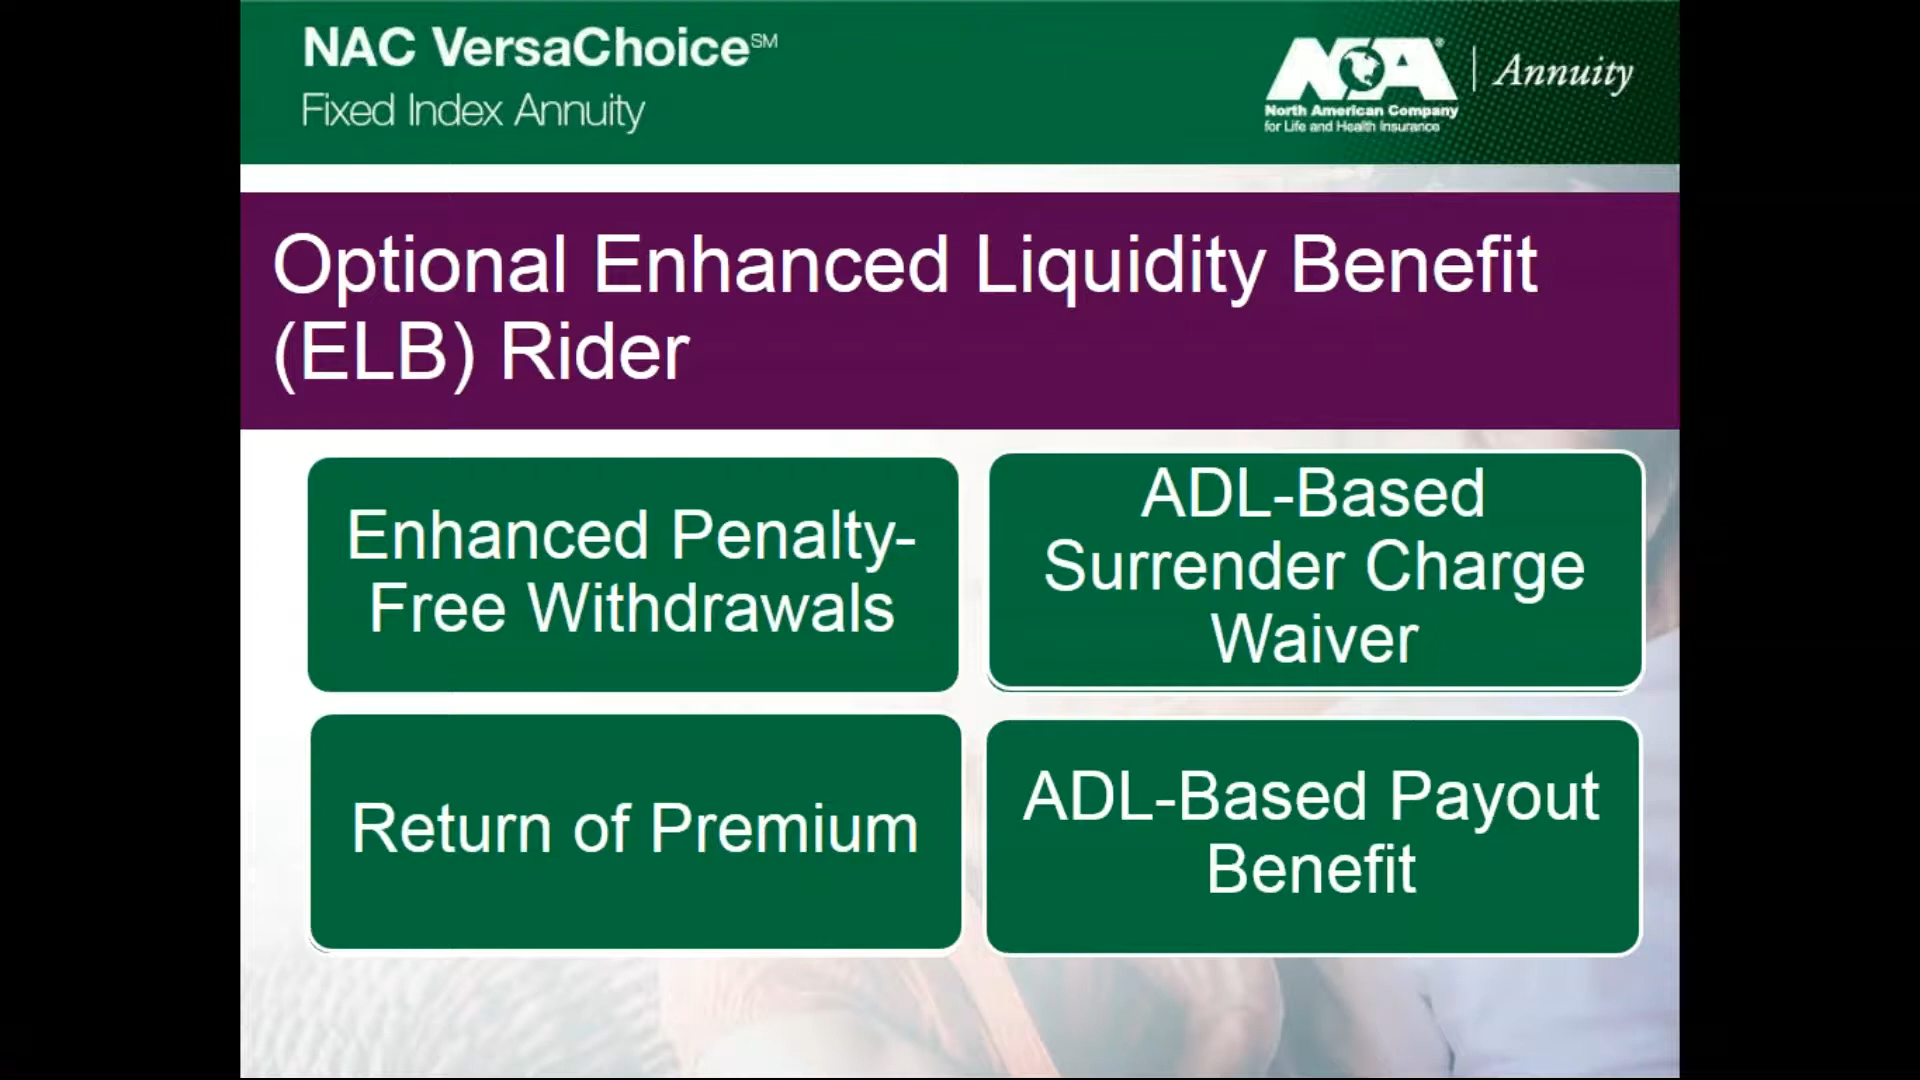 NAC VersaChoice℠
Fixed Index Annuity
NA®
Annuity
North American Company
for Life and Health Insurance
Optional Enhanced Liquidity Benefit
(ELB) Rider
Enhanced Penalty-
Free Withdrawals
ADL-Based
Surrender Charge
Waiver
Return of Premium
ADL-Based Payout
Benefit